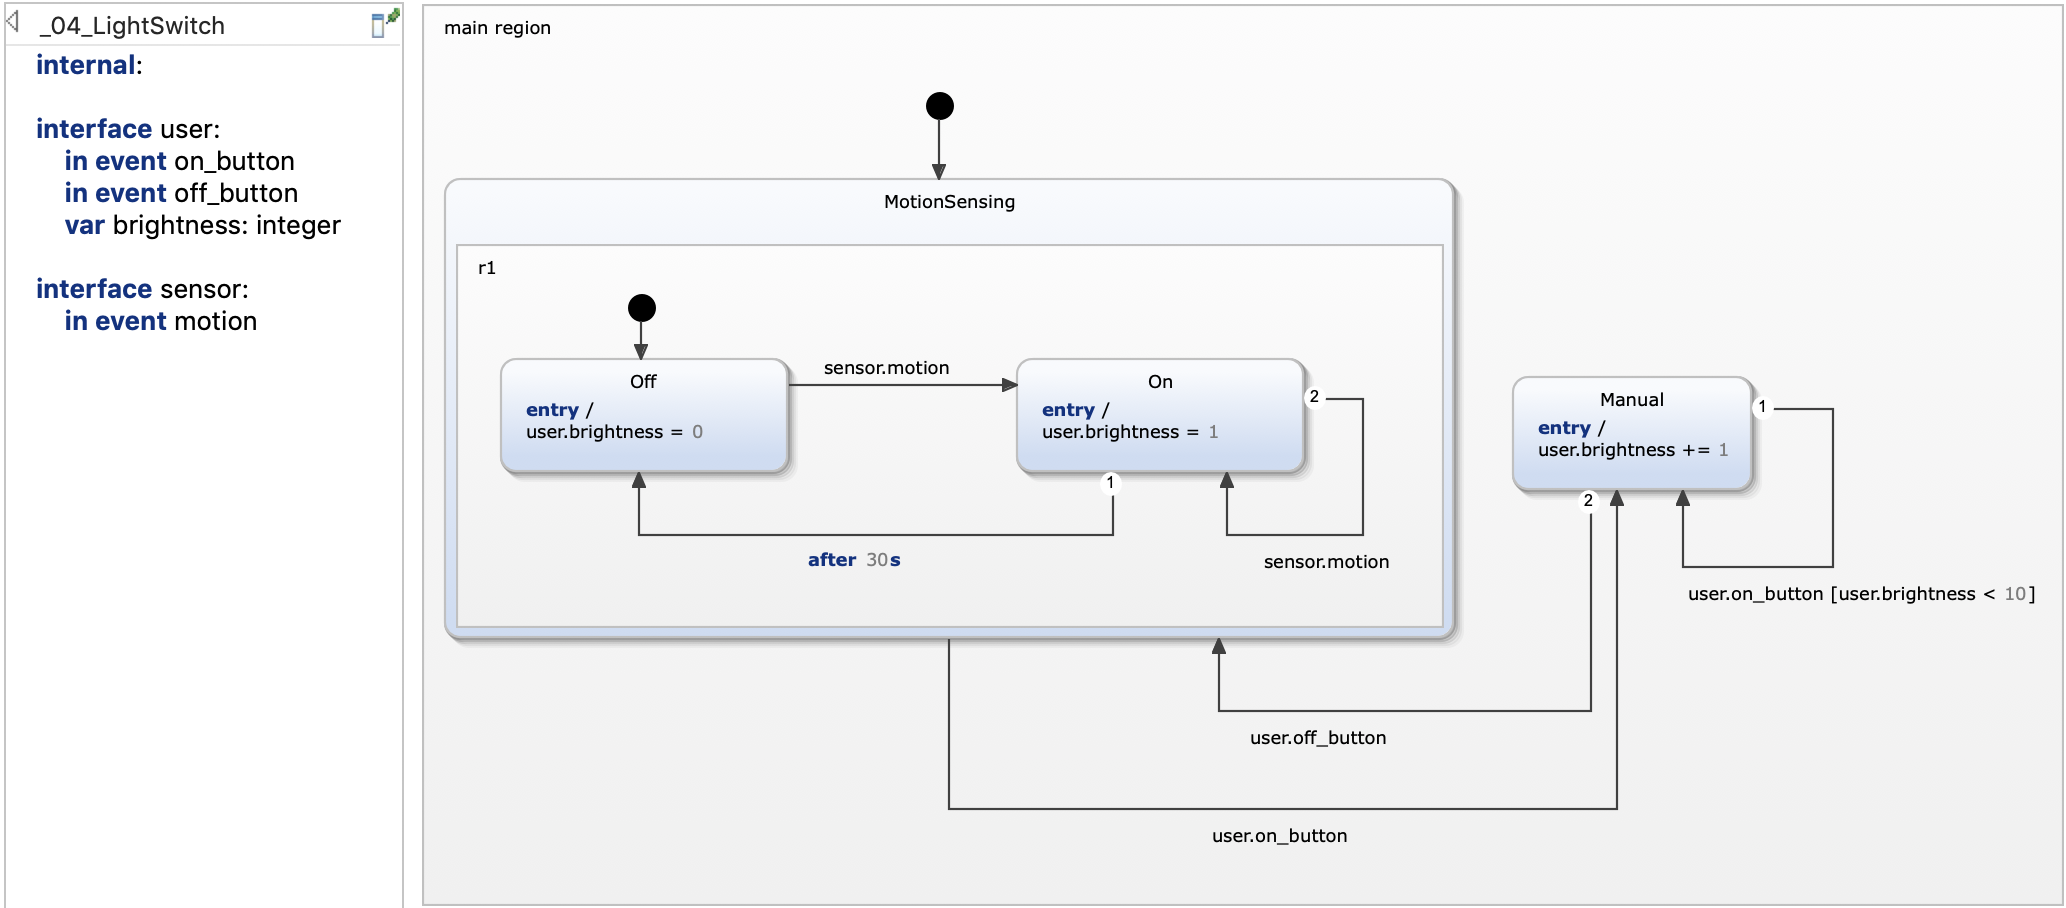 _04_LightSwitch
internal:
interface user:
in event on_button
in event off_button
var brightness: integer
interface sensor:
in event motion
main region
MotionSensing
r1
Off
entry /
user.brightness = 0
sensor.motion
On
entry /
user.brightness = 1
2
1
after 30s
sensor.motion
Manual
entry /
user.brightness += 1
1
2
user.on_button [user.brightness < 10]
user.off_button
user.on_button